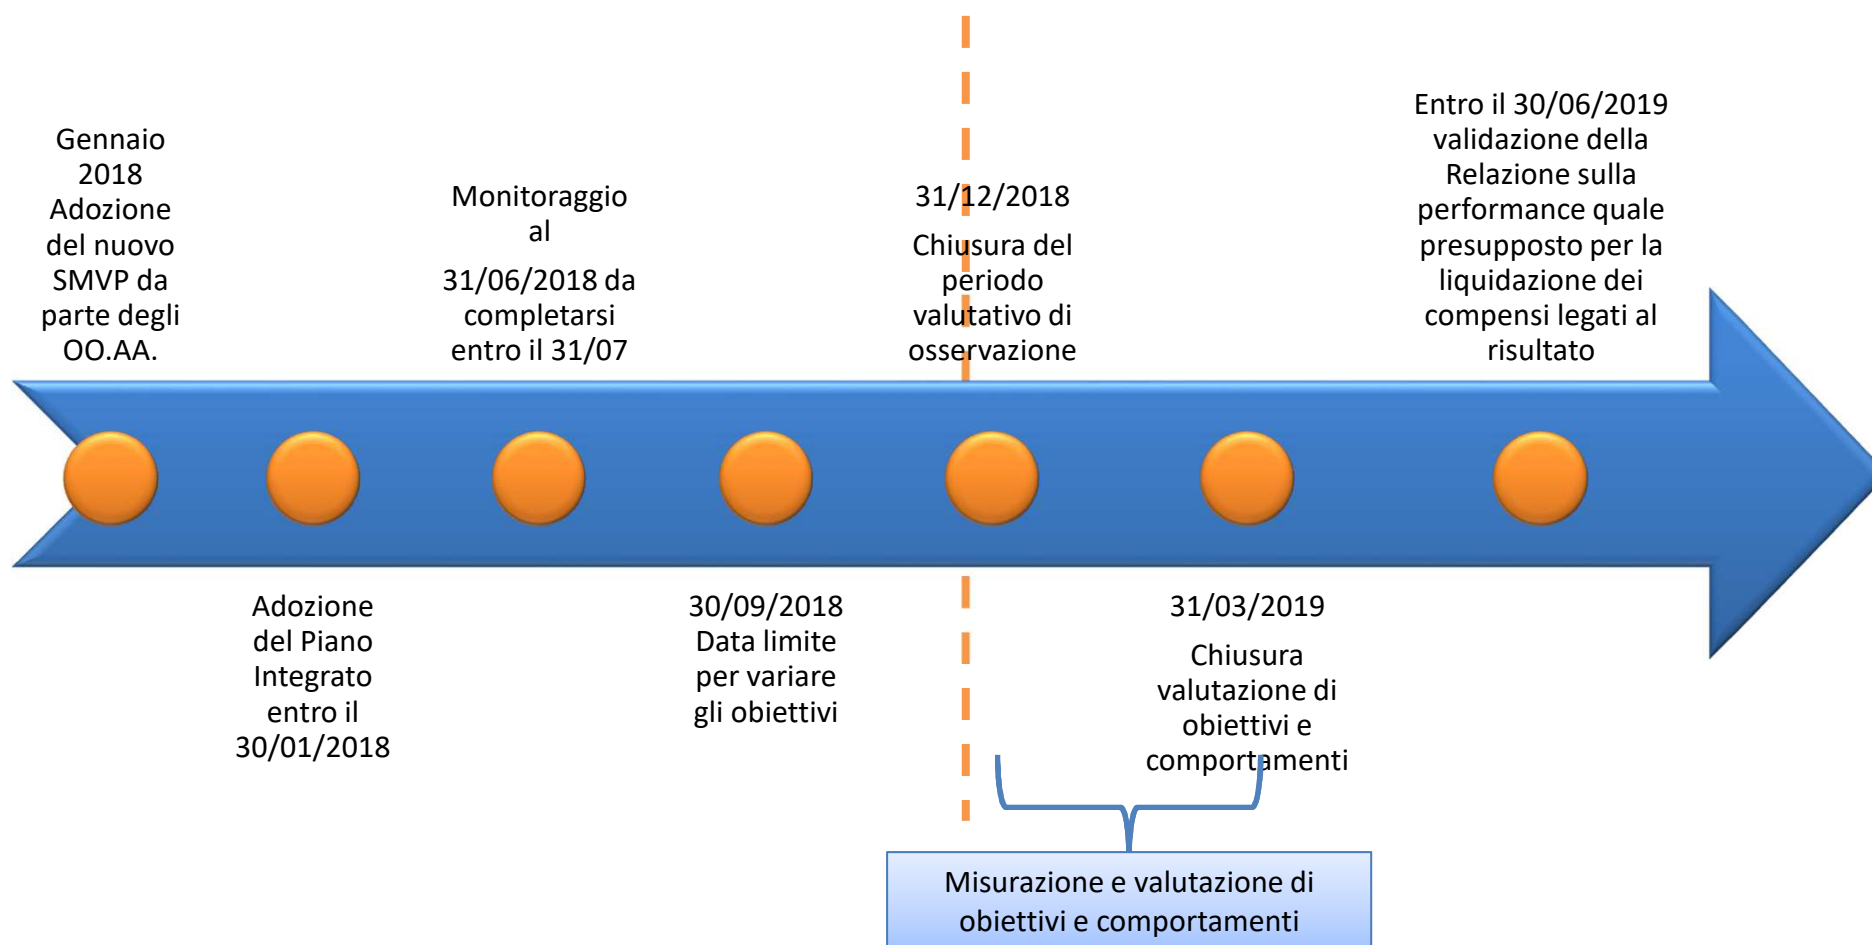 Gennaio
2018
Adozione
del nuovo
SMVP da
parte degli
OO.AA.
Adozione
del Piano
Integrato
entro il
30/01/2018
Monitoraggio
al
31/06/2018 da
completarsi
entro il 31/07
30/09/2018
Data limite
per variare
gli obiettivi
31/12/2018
Chiusura del
periodo
valutativo di
osservazione
31/03/2019
Chiusura
valutazione di
obiettivi e
comportamenti
Entro il 30/06/2019
validazione della
Relazione sulla
performance quale
presupposto per la
liquidazione dei
compensi legati al
risultato
Misurazione e valutazione di
obiettivi e comportamenti